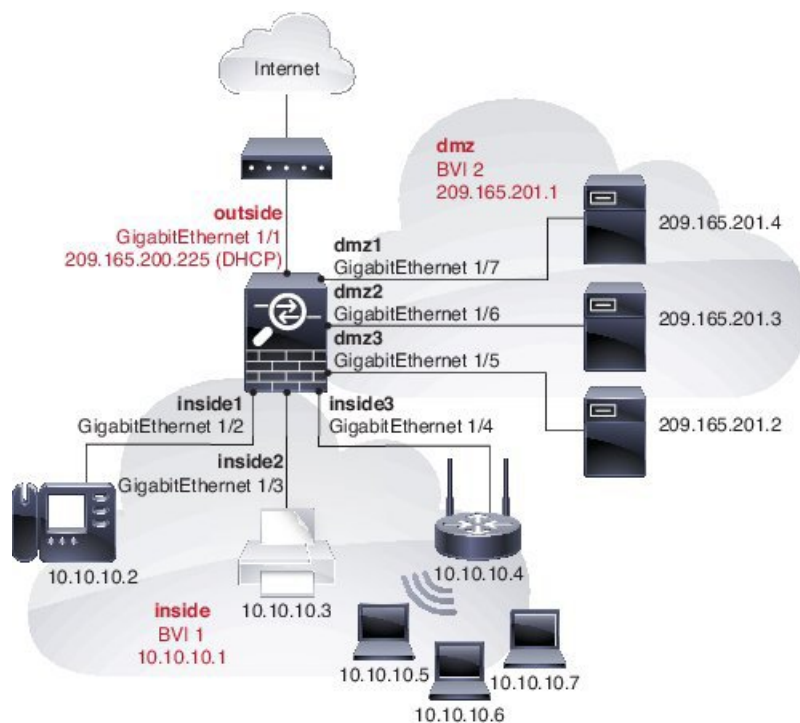 Internet
outside
GigabitEthernet 1/1
209.165.200.225 (DHCP)
dmz
BVI 2
209.165.201.1
dmz1
GigabitEthernet 1/7
209.165.201.4
dmz2
GigabitEthernet 1/6
209.165.201.3
dmz3
GigabitEthernet 1/5
209.165.201.2
inside1
GigabitEthernet 1/2
inside2
GigabitEthernet 1/3
inside3
GigabitEthernet 1/4
10.10.10.2
10.10.10.3
10.10.10.4
inside
BVI 1
10.10.10.1
10.10.10.5
10.10.10.6
10.10.10.7